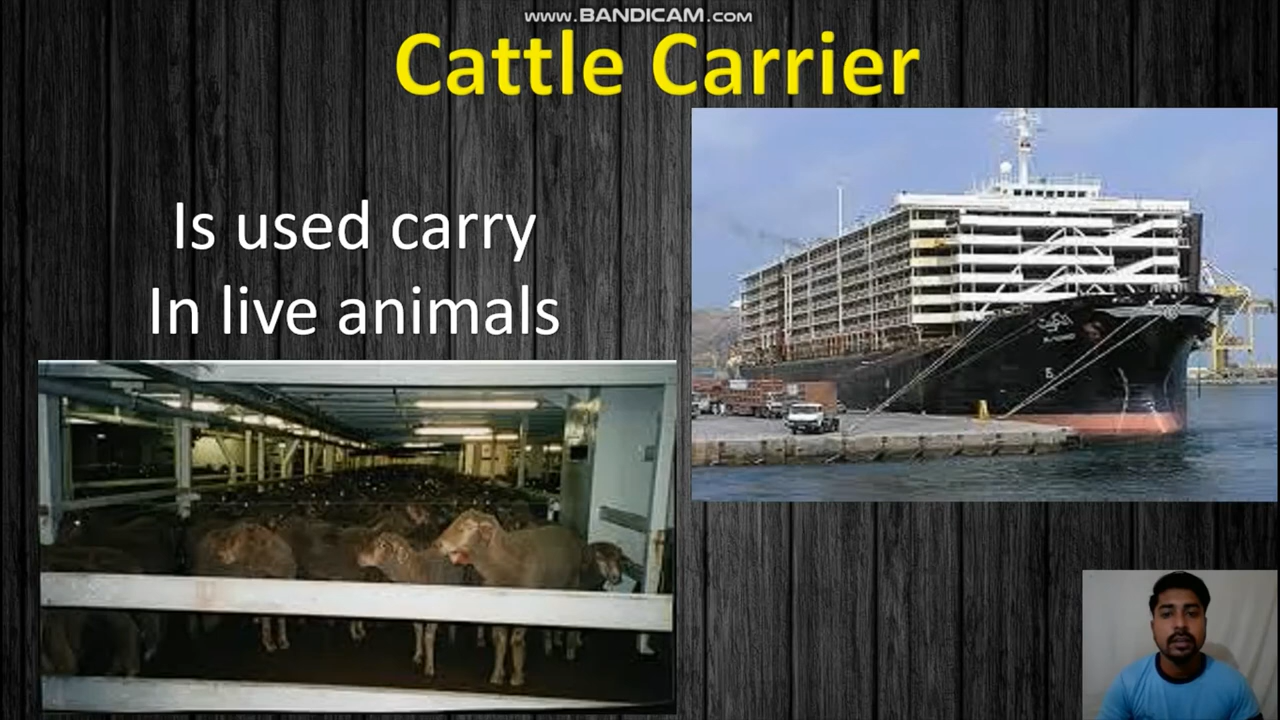 www.BANDICAM.com
Cattle Carrier
Is used carry
In live animals